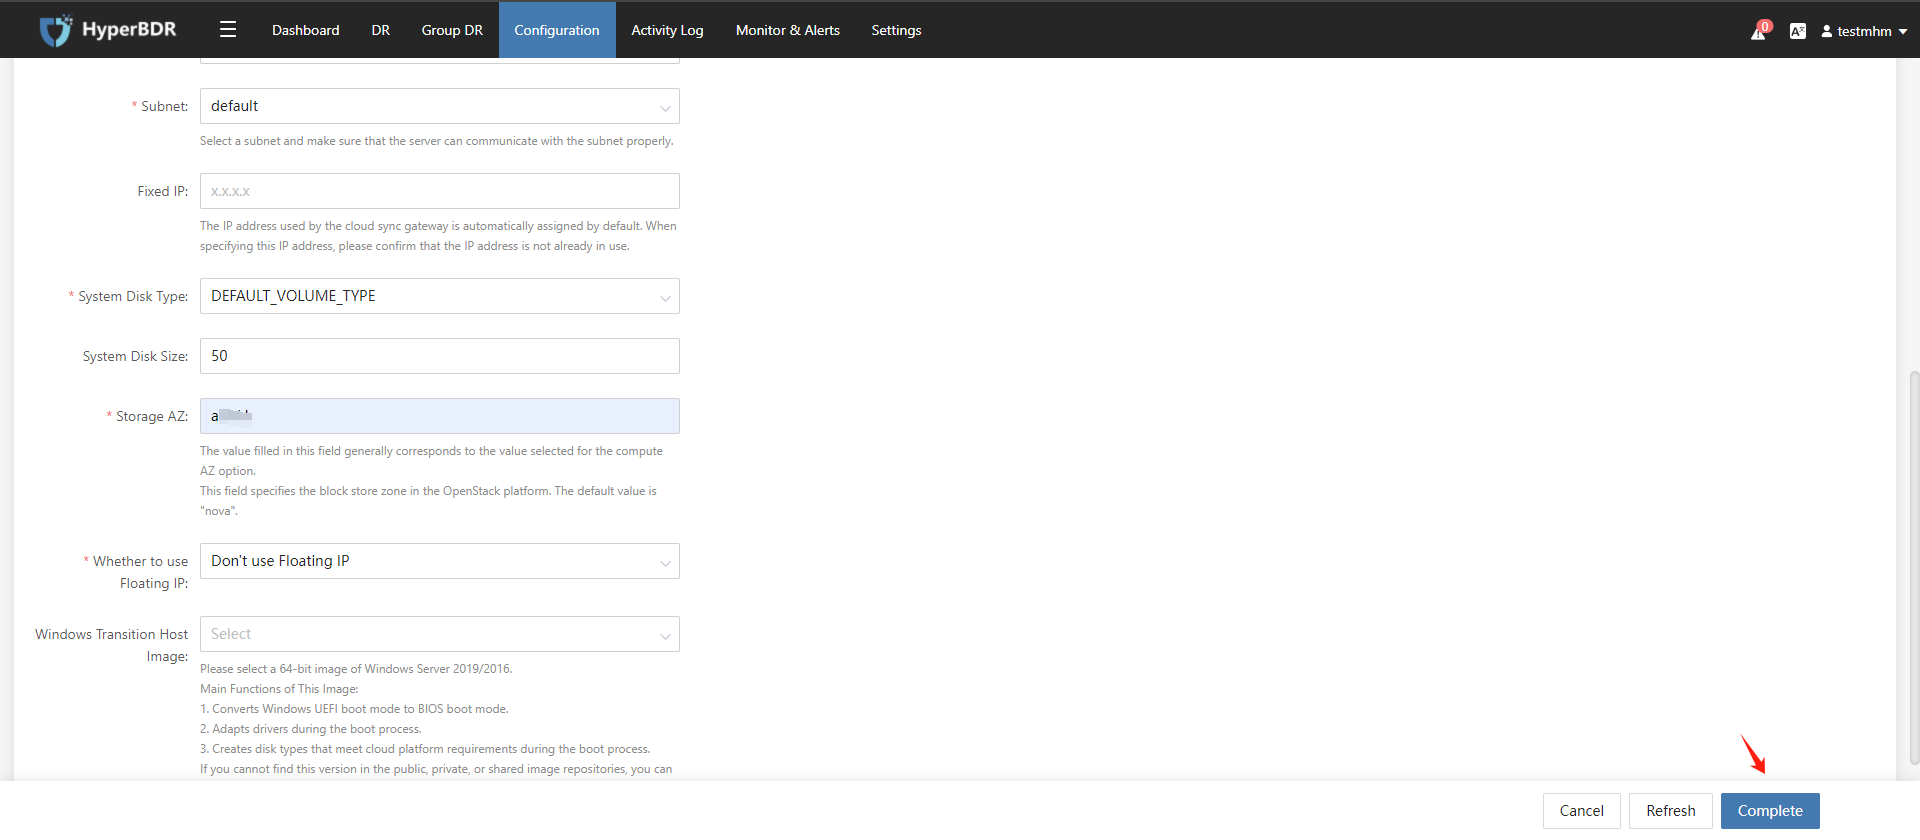 HyperBDR
Dashboard DR Group DR Configuration Activity Log Monitor & Alerts Settings 0 testmhm
* Subnet: default
Select a subnet and make sure that the server can communicate with the subnet properly.
Fixed IP: x.x.x.x
The IP address used by the cloud sync gateway is automatically assigned by default. When
specifying this IP address, please confirm that the IP address is not already in use.
* System Disk Type: DEFAULT_VOLUME_TYPE
System Disk Size: 50
* Storage AZ: a
The value filled in this field generally corresponds to the value selected for the compute
AZ option.
This field specifies the block store zone in the OpenStack platform. The default value is
"nova".
* Whether to use
Floating IP:
Don't use Floating IP
Windows Transition Host
Image:
Select
Please select a 64-bit image of Windows Server 2019/2016.
Main Functions of This Image:
1. Converts Windows UEFI boot mode to BIOS boot mode.
2. Adapts drivers during the boot process.
3. Creates disk types that meet cloud platform requirements during the boot process.
If you cannot find this version in the public, private, or shared image repositories, you can
Cancel Refresh Complete